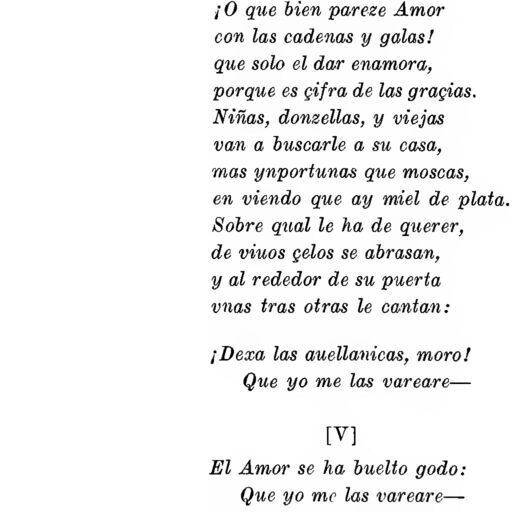 ¡O que bien pareze Amor
con las cadenas y galas!
que solo el dar enamora,
porque es çifra de las graçias.
Niñas, donzellas, y viejas
van a buscarle a su casa,
mas ynportunas que moscas,
en viendo que ay miel de plata.
Sobre qual le ha de querer,
de viuos çelos se abrasan,
y al rededor de su puerta
vnas tras otras le cantan:
¡Dexa las auellanicas, moro!
Que yo me las vareare—
[V]
El Amor se ha buelto godo:
Que yo me las vareare—